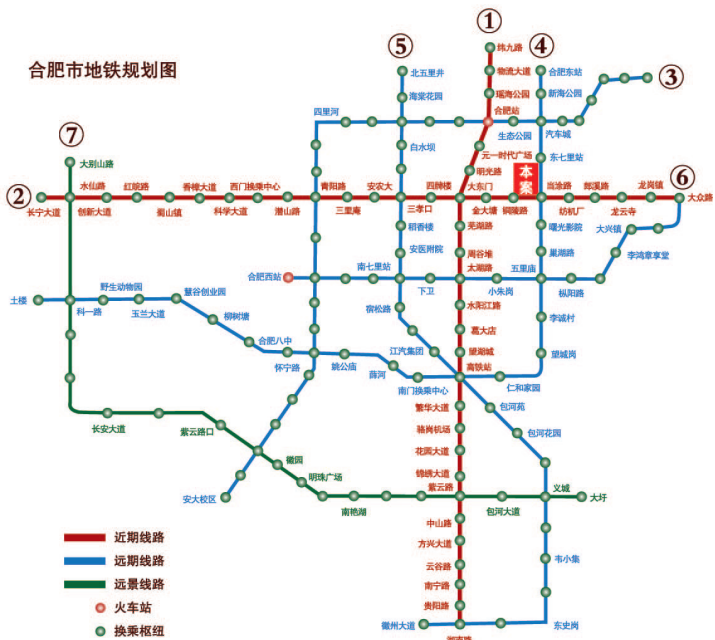 合肥市地铁规划图
①
④
⑤
③
⑦
②
⑥
纬九路
物流大道
瑶海公园
合肥站
元一时代广场
明光路
合肥东站
新海公园
汽车城
生态公园
东七里站
北五里井
海棠花园
四里河
白水坝
大别山路
本案
长宁大道
水仙路
创新大道
红皖路
蜀山镇
香樟大道
科学大道
西门换乘中心
潜山路
青阳路
三里庵
安农大
三孝口
四牌楼
大东门
金大塘
铜陵路
当涂路
纺机厂
郎溪路
龙云寺
龙岗镇
大众路
稻香楼
安医附院
芜湖路
周谷堆
太湖路
水阳江路
葛大店
望湖城
高铁站
曙光影院
巢湖路
五里庙
大兴镇
李鸿章享堂
枞阳路
合肥西站
南七里站
下卫
小朱岗
宿松路
李诚村
望城岗
仁和家园
土楼
科一路
野生动物园
玉兰大道
慧谷创业园
柳树塘
合肥八中
怀宁路
姚公庙
薛河
南门换乘中心
江汽集团
包河苑
包河花园
繁华大道
骆岗机场
花园大道
锦绣大道
紫云路
中山路
方兴大道
云谷路
南宁路
贵阳路
长安大道
紫云路口
徽园
明珠广场
南艳湖
安大校区
包河大道
义城
大圩
韦小集
东史岗
徽州大道
近期线路
远期线路
远景线路
火车站
换乘枢纽